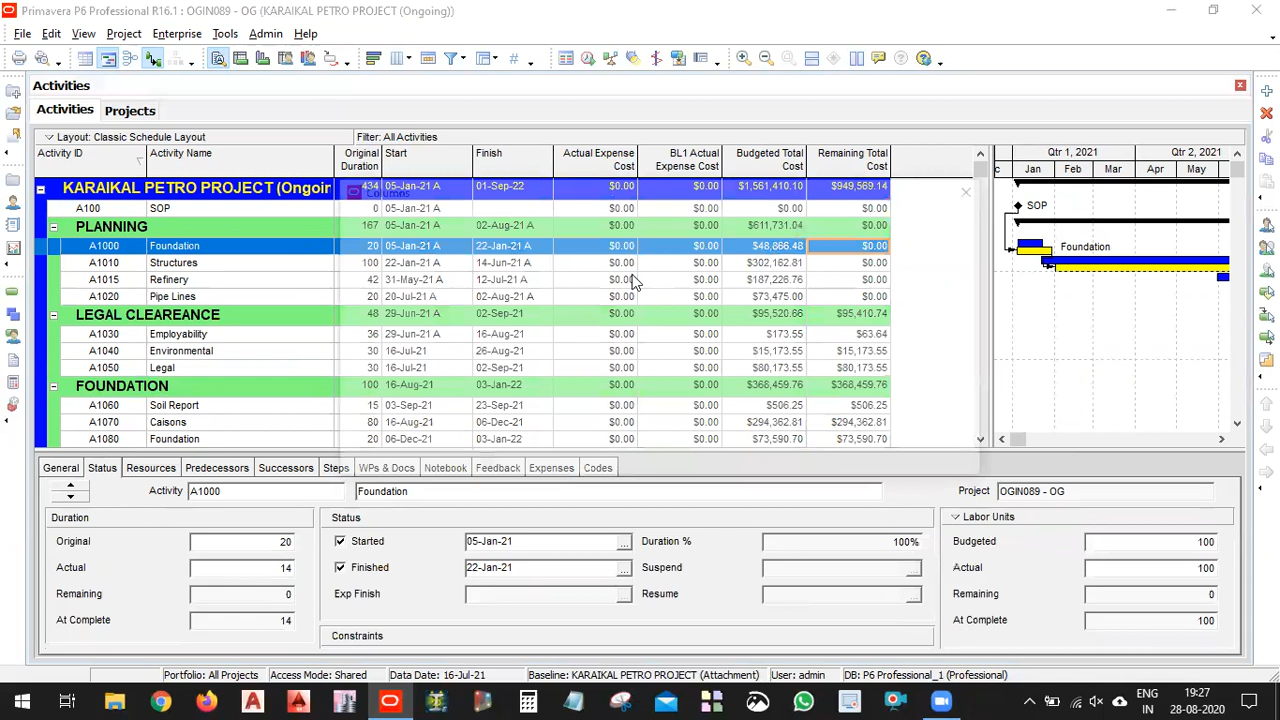 Primavera P6 Professional R16.1 : OGIN089 - OG (KARAIKAL PETRO PROJECT (Ongoing))
File Edit View Project Enterprise Tools Admin Help
Activities
Activities Projects
Layout: Classic Schedule Layout Filter: All Activities
Activity ID Activity Name Original Duration Start Finish Actual Expense Cost BL1 Actual Expense Cost Budgeted Total Cost Remaining Total Cost
Qtr 1, 2021 Qtr 2, 2021
c Jan Feb Mar Apr May
KARAIKAL PETRO PROJECT (Ongoir 434 05-Jan-21 A 01-Sep-22 $0.00 $0.00 $1,561,410.10 $949,569.14
Columns
A100 SOP 0 05-Jan-21 A $0.00 $0.00 $0.00 $0.00 SOP
PLANNING 167 05-Jan-21 A 02-Aug-21 A $0.00 $0.00 $611,731.04 $0.00
A1000 Foundation 20 05-Jan-21 A 22-Jan-21 A $0.00 $0.00 $48,866.48 $0.00 Foundation
A1010 Structures 100 22-Jan-21 A 14-Jun-21 A $0.00 $0.00 $302,162.81 $0.00
A1015 Refinery 42 31-May-21 A 12-Jul-21 A $0.00 $0.00 $187,226.76 $0.00
A1020 Pipe Lines 20 20-Jul-21 A 02-Aug-21 A $0.00 $0.00 $73,475.00 $0.00
LEGAL CLEAREANCE 48 29-Jun-21 A 02-Sep-21 $0.00 $0.00 $95,520.66 $95,410.74
A1030 Employability 36 29-Jun-21 A 16-Aug-21 $0.00 $0.00 $173.55 $63.64
A1040 Environmental 30 16-Jul-21 26-Aug-21 $0.00 $0.00 $15,173.55 $15,173.55
A1050 Legal 30 16-Jul-21 26-Aug-21 $0.00 $0.00 $80,173.55 $80,173.55
FOUNDATION 100 16-Aug-21 03-Jan-22 $0.00 $0.00 $368,459.76 $368,459.76
A1060 Soil Report 15 03-Sep-21 23-Sep-21 $0.00 $0.00 $506.25 $506.25
A1070 Caisons 80 16-Aug-21 06-Dec-21 $0.00 $0.00 $294,362.81 $294,362.81
A1080 Foundation 20 06-Dec-21 03-Jan-22 $0.00 $0.00 $73,590.70 $73,590.70
General Status Resources Predecessors Successors Steps WPs & Docs Notebook Feedback Expenses Codes
Activity A1000 Foundation Project OGIN089 - OG
Duration Status Labor Units
Original 20 Started 05-Jan-21 ... Duration % 100% Budgeted 100
Actual 14 Finished 22-Jan-21 ... Suspend ... Actual 100
Remaining 0 Exp Finish ... Resume ... Remaining 0
At Complete 14 At Complete 100
Constraints
Portfolio: All Projects Access Mode: Shared Data Date: 16-Jul-21 Baseline: KARAIKAL PETRO PROJECT (Attachment) User: admin DB: P6 Professional_1 (Professional)
ENG 19:27
IN 28-08-2020